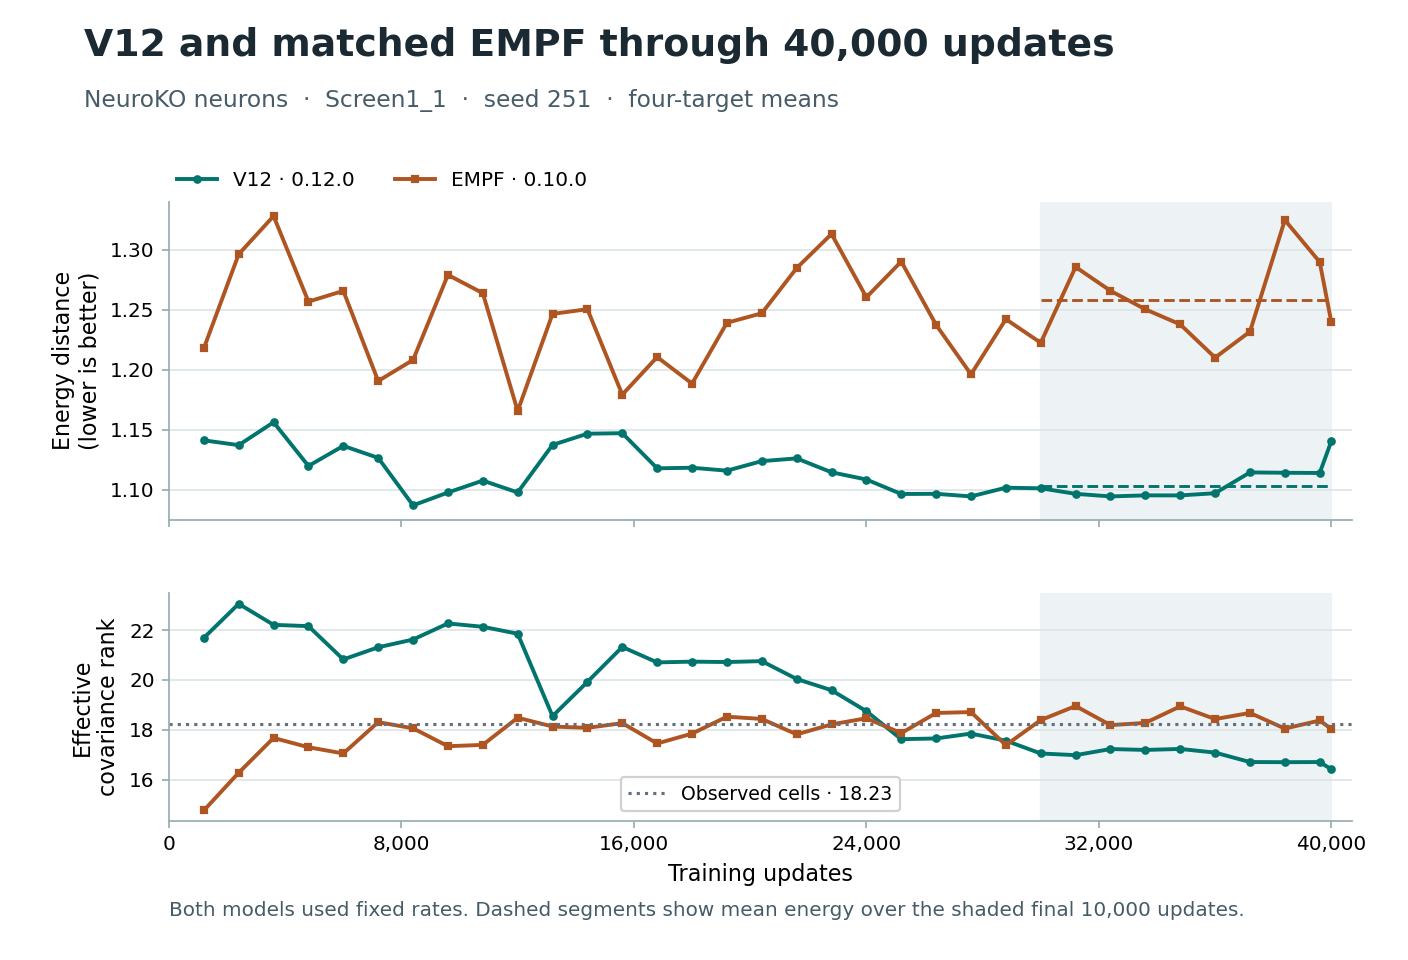 V12 and matched EMPF through 40,000 updates
NeuroKO neurons · Screen1_1 · seed 251 · four-target means
V12 · 0.12.0
EMPF · 0.10.0
Energy distance
(lower is better)
1.30
1.25
1.20
1.15
1.10
Effective
covariance rank
22
20
18
16
Observed cells · 18.23
0
8,000
16,000
24,000
32,000
40,000
Training updates
Both models used fixed rates. Dashed segments show mean energy over the shaded final 10,000 updates.